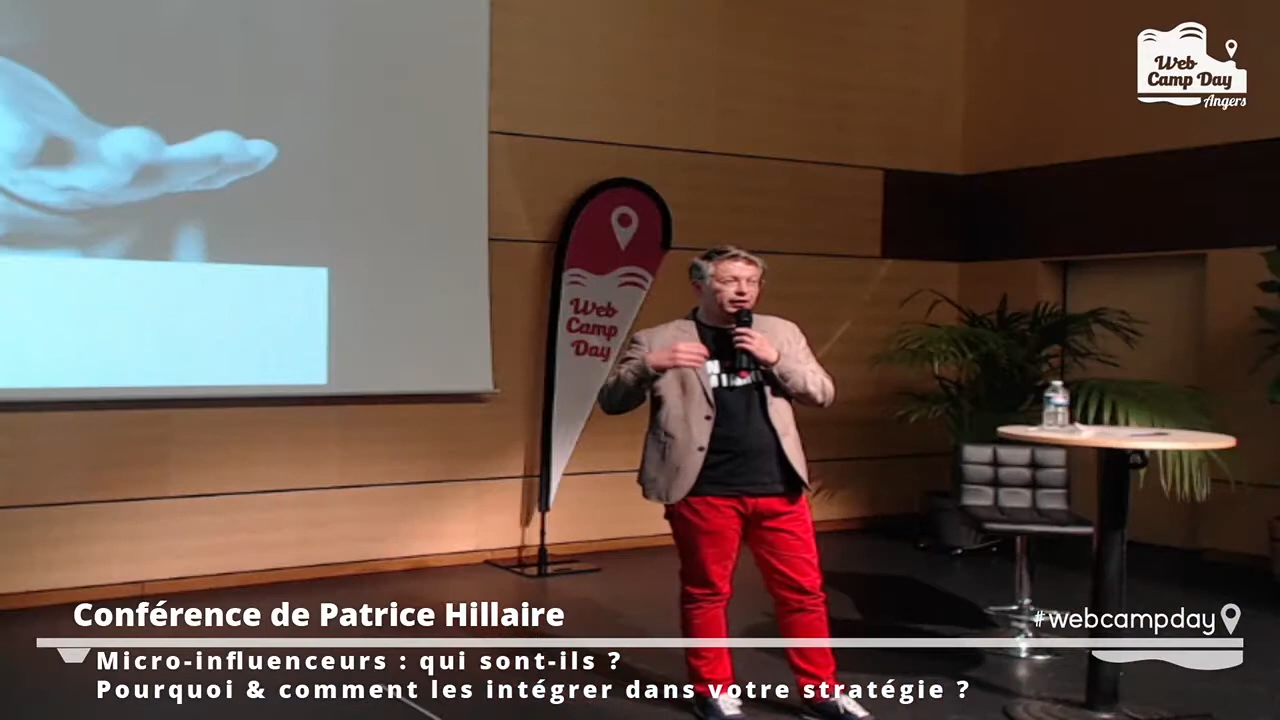 Web
Camp Day
Angers
Web
Camp
Day
Conférence de Patrice Hillaire
#webcampday
Micro-influenceurs : qui sont-ils ?
Pourquoi & comment les intégrer dans votre stratégie ?